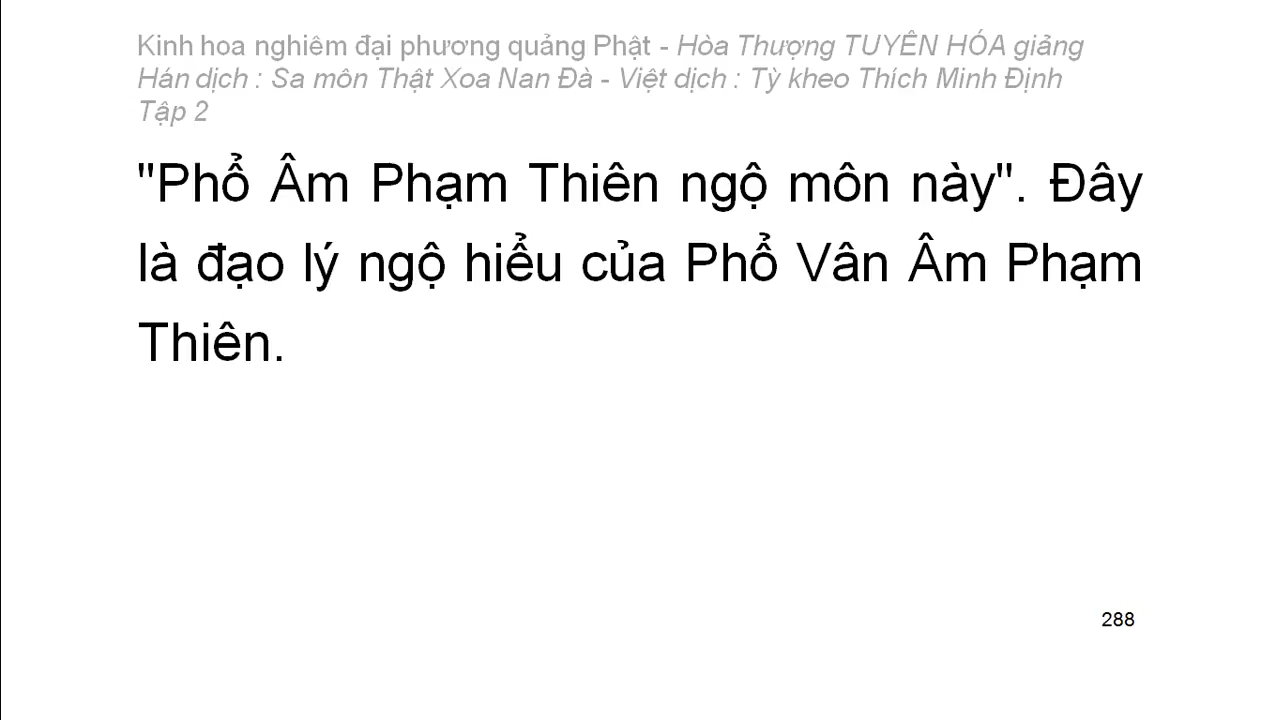 Kinh hoa nghiêm đại phương quảng Phật - Hòa Thượng TUYÊN HÓA giảng
Hán dịch : Sa môn Thật Xoa Nan Đà - Việt dịch : Tỳ kheo Thích Minh Định
Tập 2
"Phổ Âm Phạm Thiên ngộ môn này". Đây
là đạo lý ngộ hiểu của Phổ Vân Âm Phạm
Thiên.
288